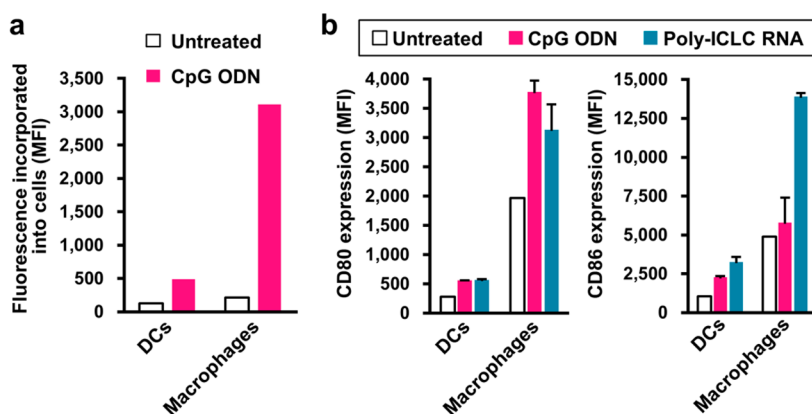 a
Untreated
CpG ODN
Fluorescence incorporated
into cells (MFI)
3,500
3,000
2,500
2,000
1,500
1,000
500
0
DCs
Macrophages
b
Untreated CpG ODN Poly-ICLC RNA
CD80 expression (MFI)
4,000
3,500
3,000
2,500
2,000
1,500
1,000
500
0
DCs
Macrophages
CD86 expression (MFI)
15,000
12,500
10,000
7,500
5,000
2,500
0
DCs
Macrophages